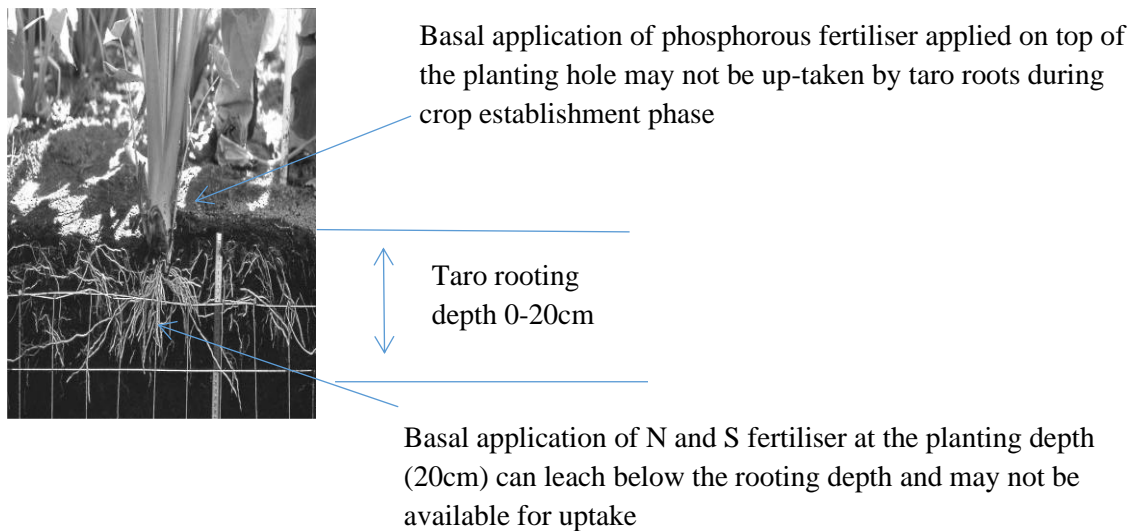 Basal application of phosphorous fertiliser applied on top of
the planting hole may not be up-taken by taro roots during
crop establishment phase
Taro rooting
depth 0-20cm
Basal application of N and S fertiliser at the planting depth
(20cm) can leach below the rooting depth and may not be
available for uptake